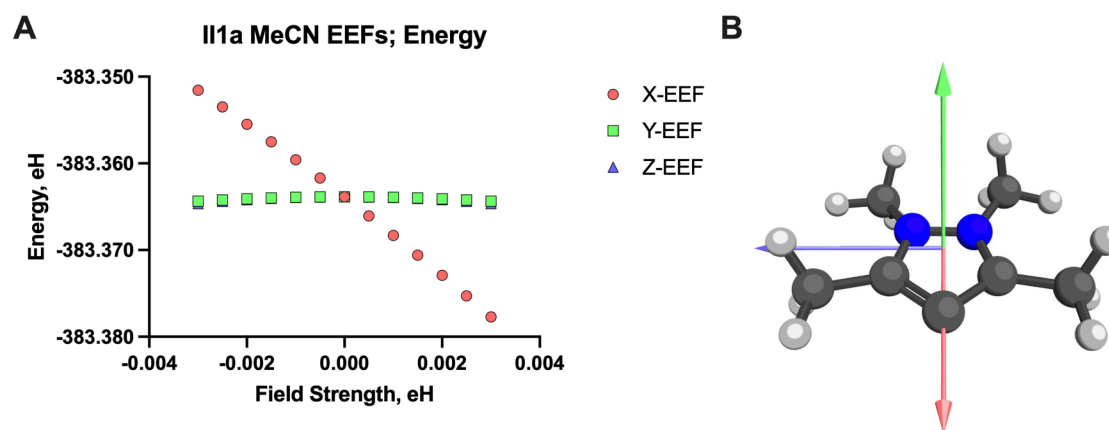 A
B
II1a MeCN EEFs; Energy
-383.350
-383.360
-383.370
-383.380
Energy, eH
-0.004
-0.002
0.000
0.002
0.004
Field Strength, eH
X-EEF
Y-EEF
Z-EEF